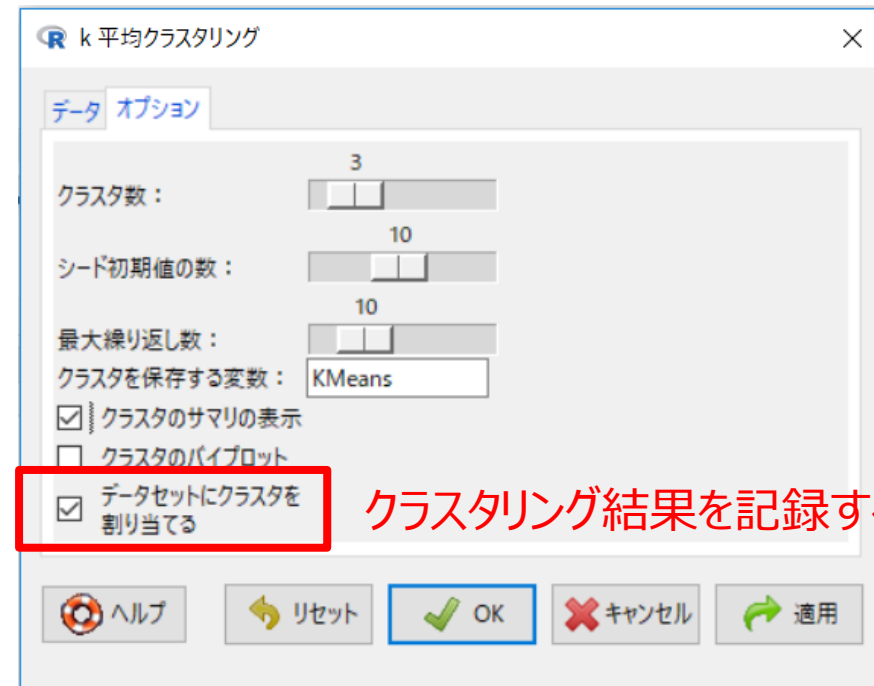 k 平均クラスタリング
データ オプション
3
クラスタ数：
10
シード初期値の数：
10
最大繰り返し数：
クラスタを保存する変数： KMeans
クラスタのサマリの表示
クラスタのバイプロット
データセットにクラスタを
割り当てる
クラスタリング結果を記録す
ヘルプ リセット OK キャンセル 適用